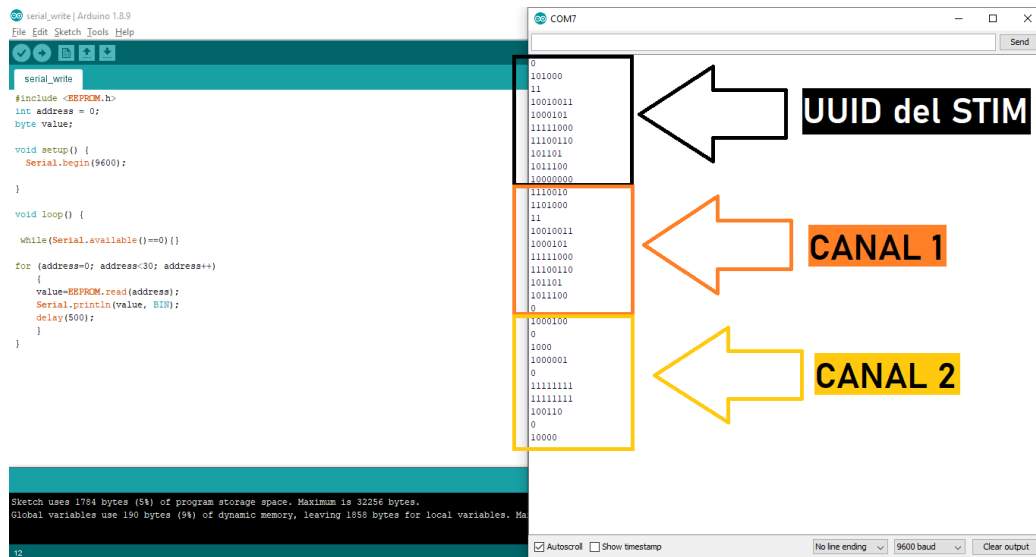 serial_write | Arduino 1.8.9
File Edit Sketch Tools Help
serial_write
#include <EEPROM.h>
int address = 0;
byte value;
void setup() {
Serial.begin(9600);
}
void loop() {
while(Serial.available()==0){}
for (address=0; address<30; address++)
{
value=EEPROM.read(address);
Serial.println(value, BIN);
delay(500);
}
}
Sketch uses 1784 bytes (5%) of program storage space. Maximum is 32256 bytes.
Global variables use 190 bytes (9%) of dynamic memory, leaving 1858 bytes for local variables.
12
COM7
Send
0
101000
11
10010011
1000101
11111000
11100110
101101
1011100
10000000
1110010
1101000
11
10010011
1000101
11111000
11100110
101101
1011100
0
1000100
0
1000
1000001
0
11111111
11111111
100110
0
10000
UUID del STIM
CANAL 1
CANAL 2
Autoscroll Show timestamp No line ending 9600 baud Clear output